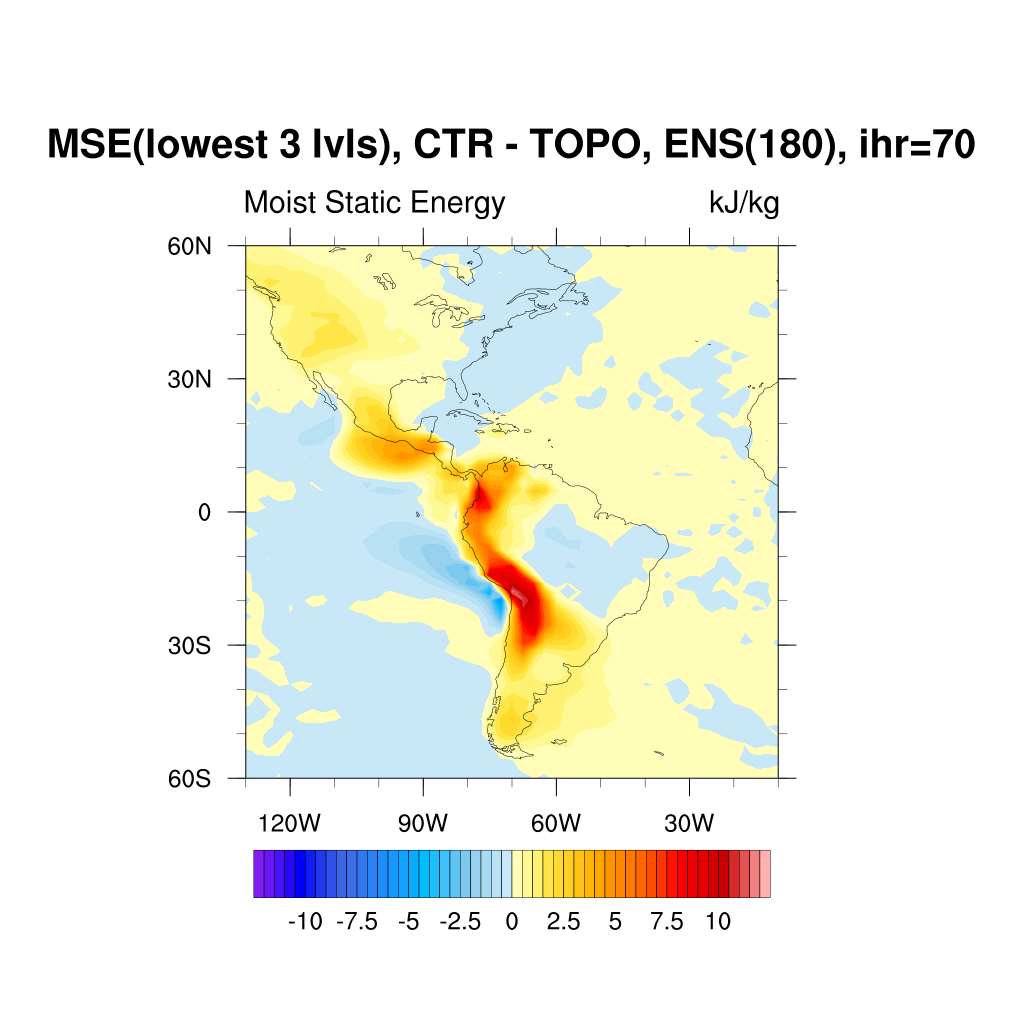 MSE(lowest 3 lvls), CTR - TOPO, ENS(180), ihr=70
Moist Static Energy kJ/kg
60N
30N
0
30S
60S
120W 90W 60W 30W
-10 -7.5 -5 -2.5 0 2.5 5 7.5 10